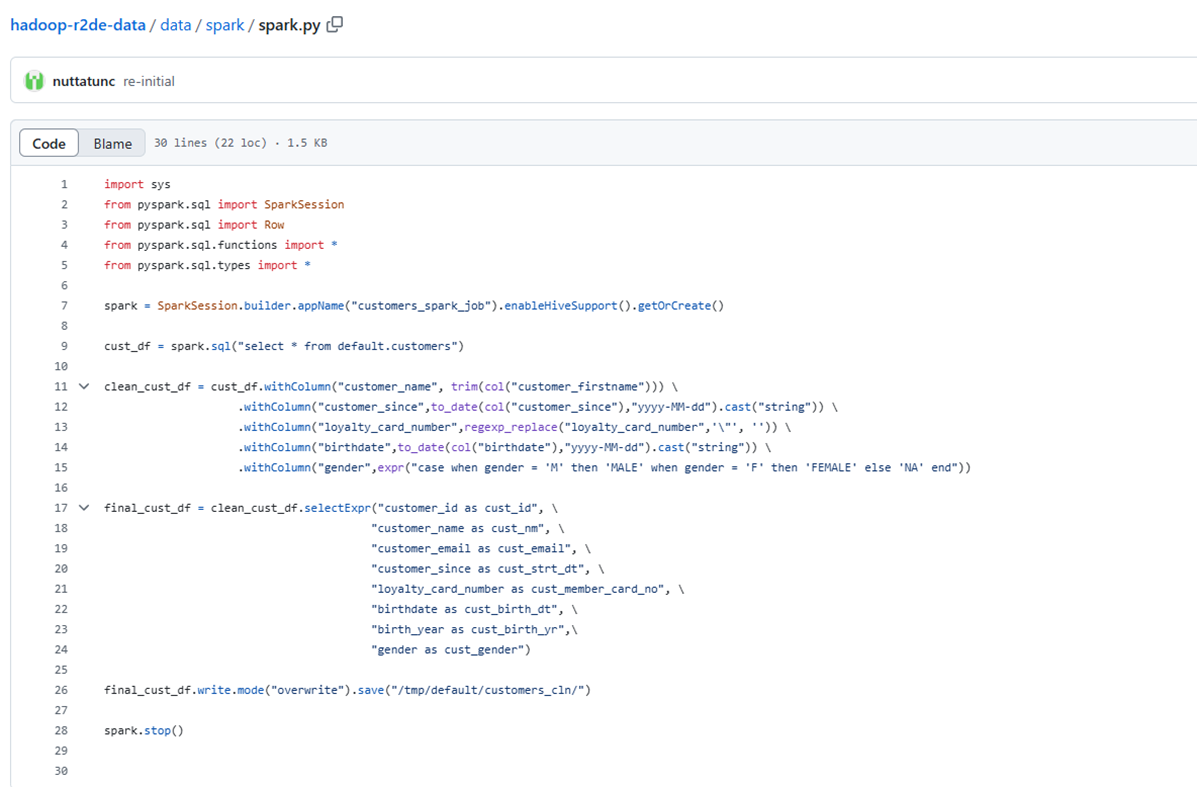 hadoop-r2de-data / data / spark / spark.py
nuttatunc re-initial
Code Blame 30 lines (22 loc) · 1.5 KB
1 import sys
2 from pyspark.sql import SparkSession
3 from pyspark.sql import Row
4 from pyspark.sql.functions import *
5 from pyspark.sql.types import *
6
7 spark = SparkSession.builder.appName("customers_spark_job").enableHiveSupport().getOrCreate()
8
9 cust_df = spark.sql("select * from default.customers")
10
11 clean_cust_df = cust_df.withColumn("customer_name", trim(col("customer_firstname"))) \
12 .withColumn("customer_since",to_date(col("customer_since"),"yyyy-MM-dd").cast("string")) \
13 .withColumn("loyalty_card_number",regexp_replace("loyalty_card_number",'\"', '')) \
14 .withColumn("birthdate",to_date(col("birthdate"),"yyyy-MM-dd").cast("string")) \
15 .withColumn("gender",expr("case when gender = 'M' then 'MALE' when gender = 'F' then 'FEMALE' else 'NA' end"))
16
17 final_cust_df = clean_cust_df.selectExpr("customer_id as cust_id", \
18 "customer_name as cust_nm", \
19 "customer_email as cust_email", \
20 "customer_since as cust_strt_dt", \
21 "loyalty_card_number as cust_member_card_no", \
22 "birthdate as cust_birth_dt", \
23 "birth_year as cust_birth_yr",\
24 "gender as cust_gender")
25
26 final_cust_df.write.mode("overwrite").save("/tmp/default/customers_cln/")
27
28 spark.stop()
29
30